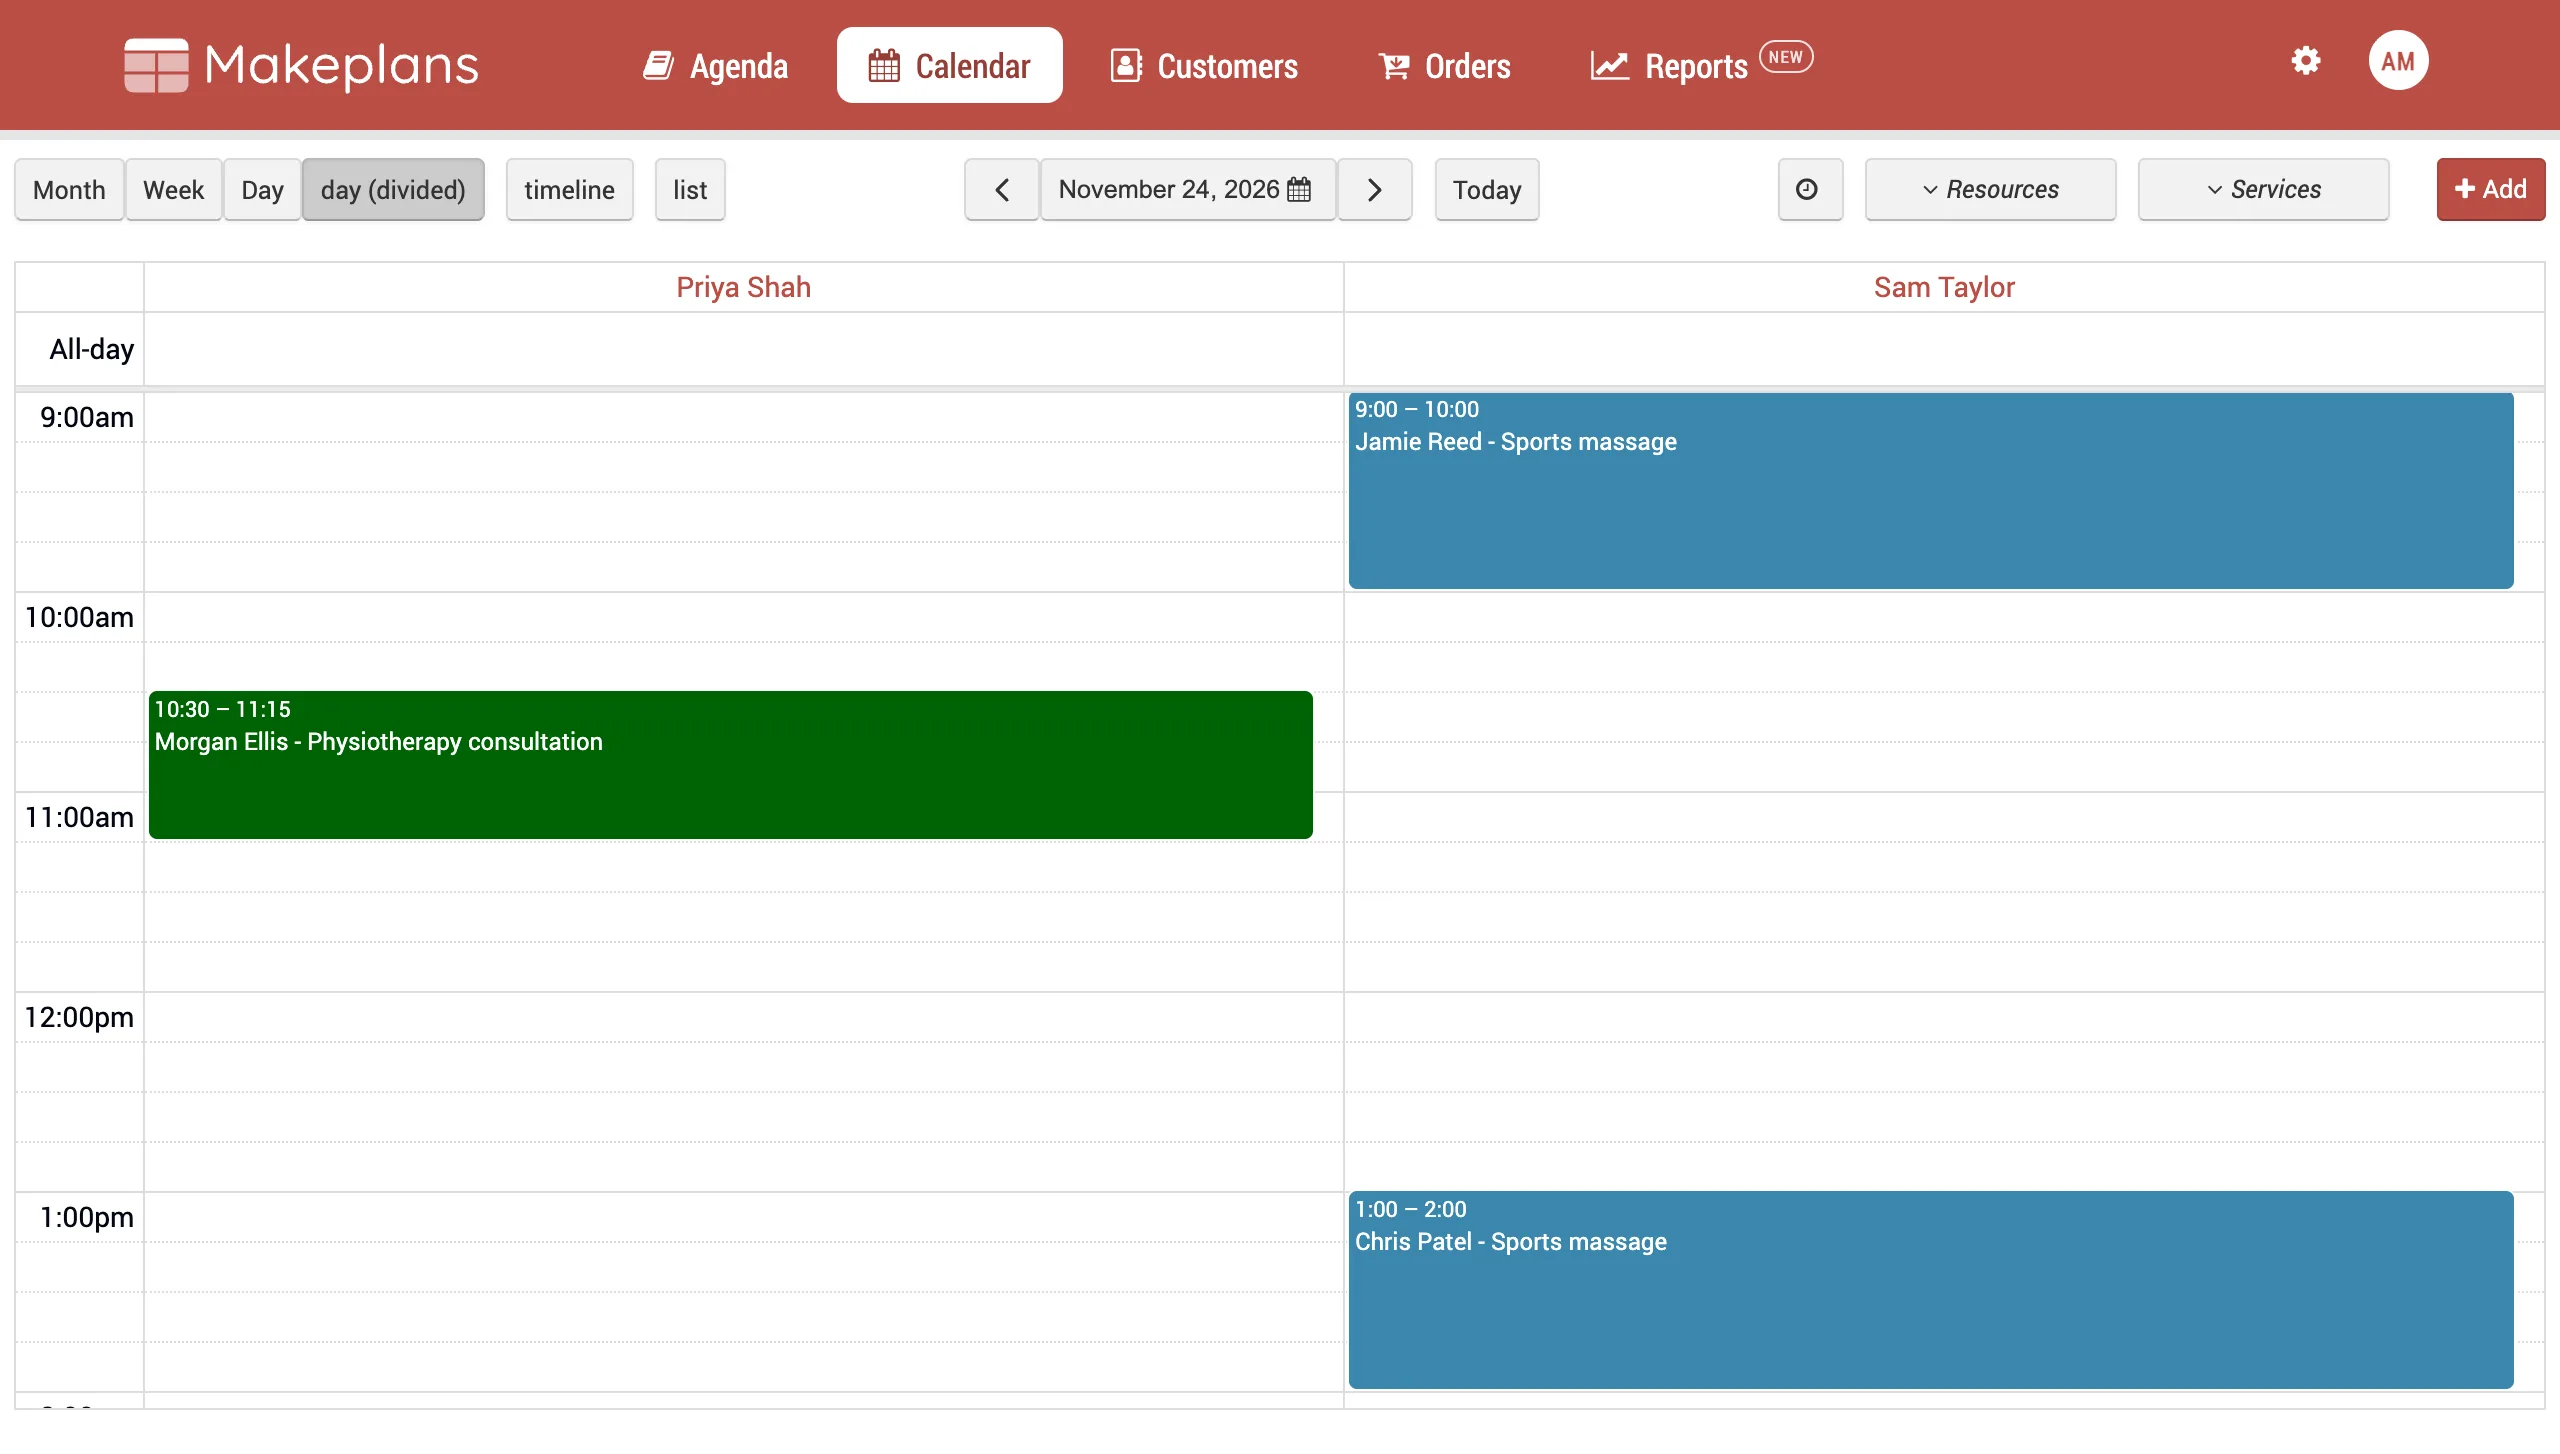 Makeplans
Agenda
Calendar
Customers
Orders
Reports NEW
AM
Month
Week
Day
day (divided)
timeline
list
November 24, 2026
Today
Resources
Services
Add
Priya Shah
Sam Taylor
All-day
9:00am
9:00 – 10:00
Jamie Reed - Sports massage
10:00am
10:30 – 11:15
Morgan Ellis - Physiotherapy consultation
11:00am
12:00pm
1:00pm
1:00 – 2:00
Chris Patel - Sports massage